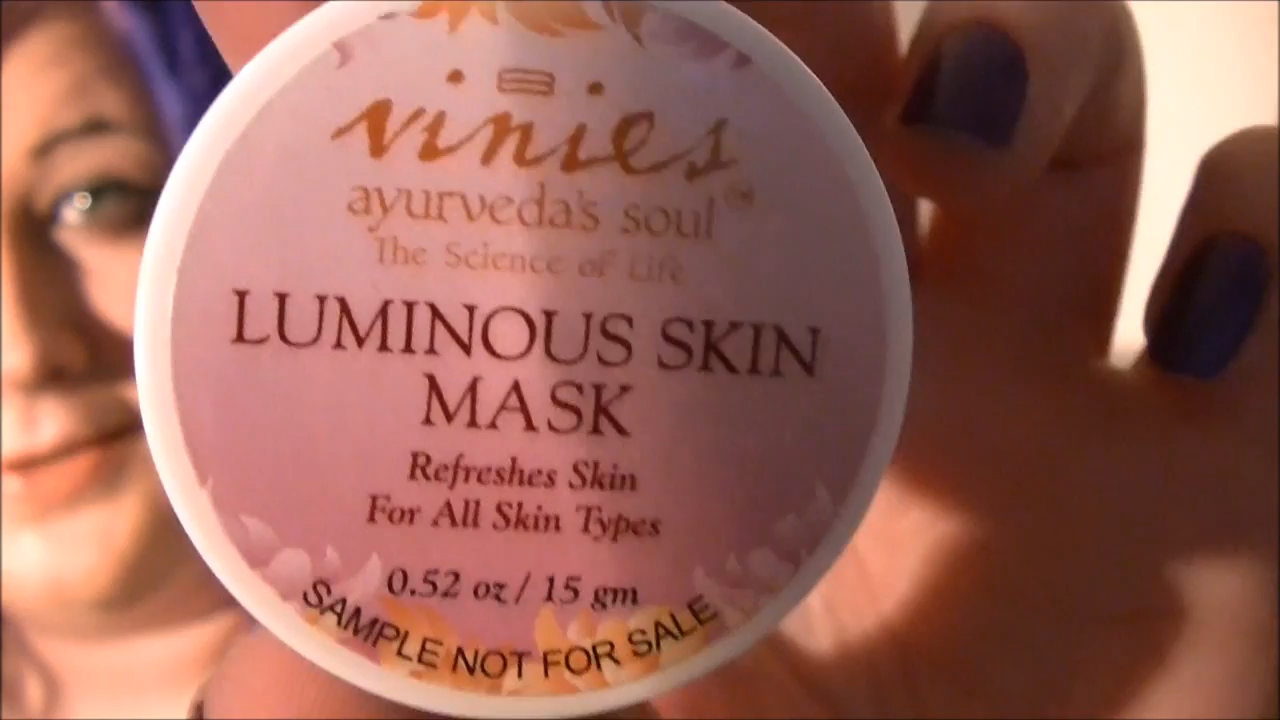 vinies™
ayurveda's soul
The Science of Life
LUMINOUS SKIN
MASK
Refreshes Skin
For All Skin Types
0.52 oz / 15 gm
SAMPLE NOT FOR SALE